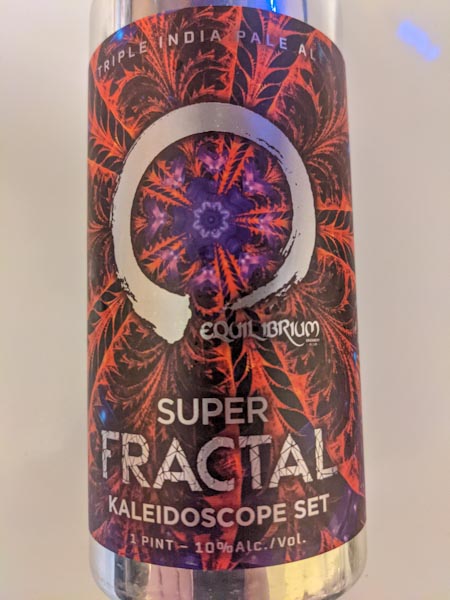 TRIPLE INDIA PALE AL
EQUILIBRIUM
SUPER
FRACTAL
KALEIDOSCOPE SET
1 PINT – 10%Alc./Vol.